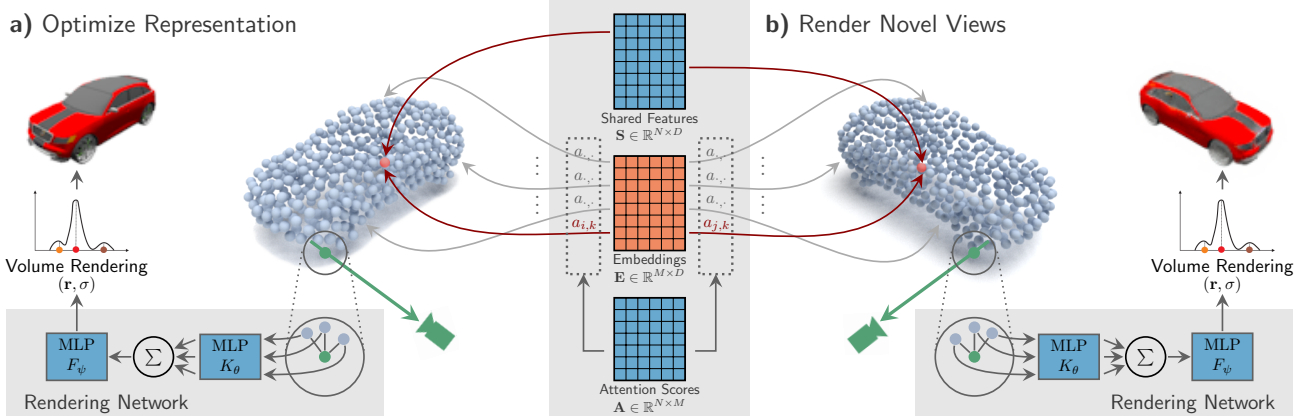 a) Optimize Representation
b) Render Novel Views
Shared Features
S ∈ ℝ^{N×D}
a_{.,.}
a_{.,.}
a_{.,.}
a_{i,k}
a_{.,.}
a_{.,.}
a_{.,.}
a_{j,k}
Embeddings
E ∈ ℝ^{M×D}
Attention Scores
A ∈ ℝ^{N×M}
Volume Rendering
(r, σ)
MLP
F_ψ
Σ
MLP
K_θ
Rendering Network
Volume Rendering
(r, σ)
MLP
K_θ
Σ
MLP
F_ψ
Rendering Network